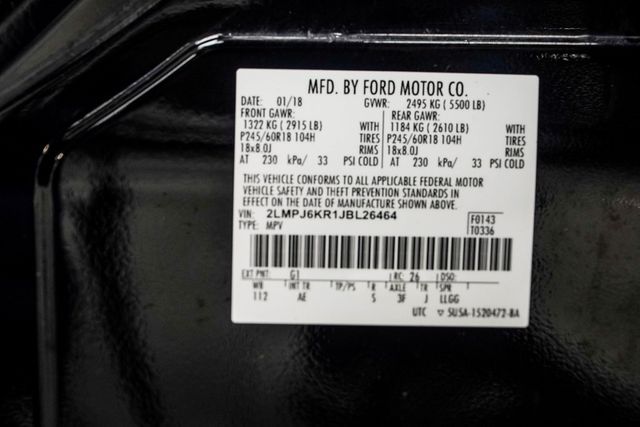 MFD. BY FORD MOTOR CO.
DATE: 01/18 GVWR: 2495 KG ( 5500 LB)
FRONT GAWR: REAR GAWR:
1322 KG ( 2915 LB) WITH 1184 KG ( 2610 LB) WITH
P245/60R18 104H TIRES P245/60R18 104H TIRES
18x8.0J RIMS 18x8.0J RIMS
AT 230 kPa/ 33 PSI COLD AT 230 kPa/ 33 PSI COLD
THIS VEHICLE CONFORMS TO ALL APPLICABLE FEDERAL MOTOR
VEHICLE SAFETY AND THEFT PREVENTION STANDARDS IN
EFFECT ON THE DATE OF MANUFACTURE SHOWN ABOVE.
VIN: 2LMPJ6KR1JBL26464 F0143
TYPE: MPV T0336
EXT PNT: G1 RC: 26 DSO:
WB INT TR TP/PS R AXLE TR SPR
112 AE S 3F J LLGG
UTC ▽ 5U5A-1520472-BA